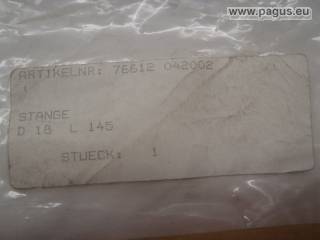 www.pagus.eu
ARTIKELNR: 76612 042002
STANGE
D 18 L 145
STUECK: 1